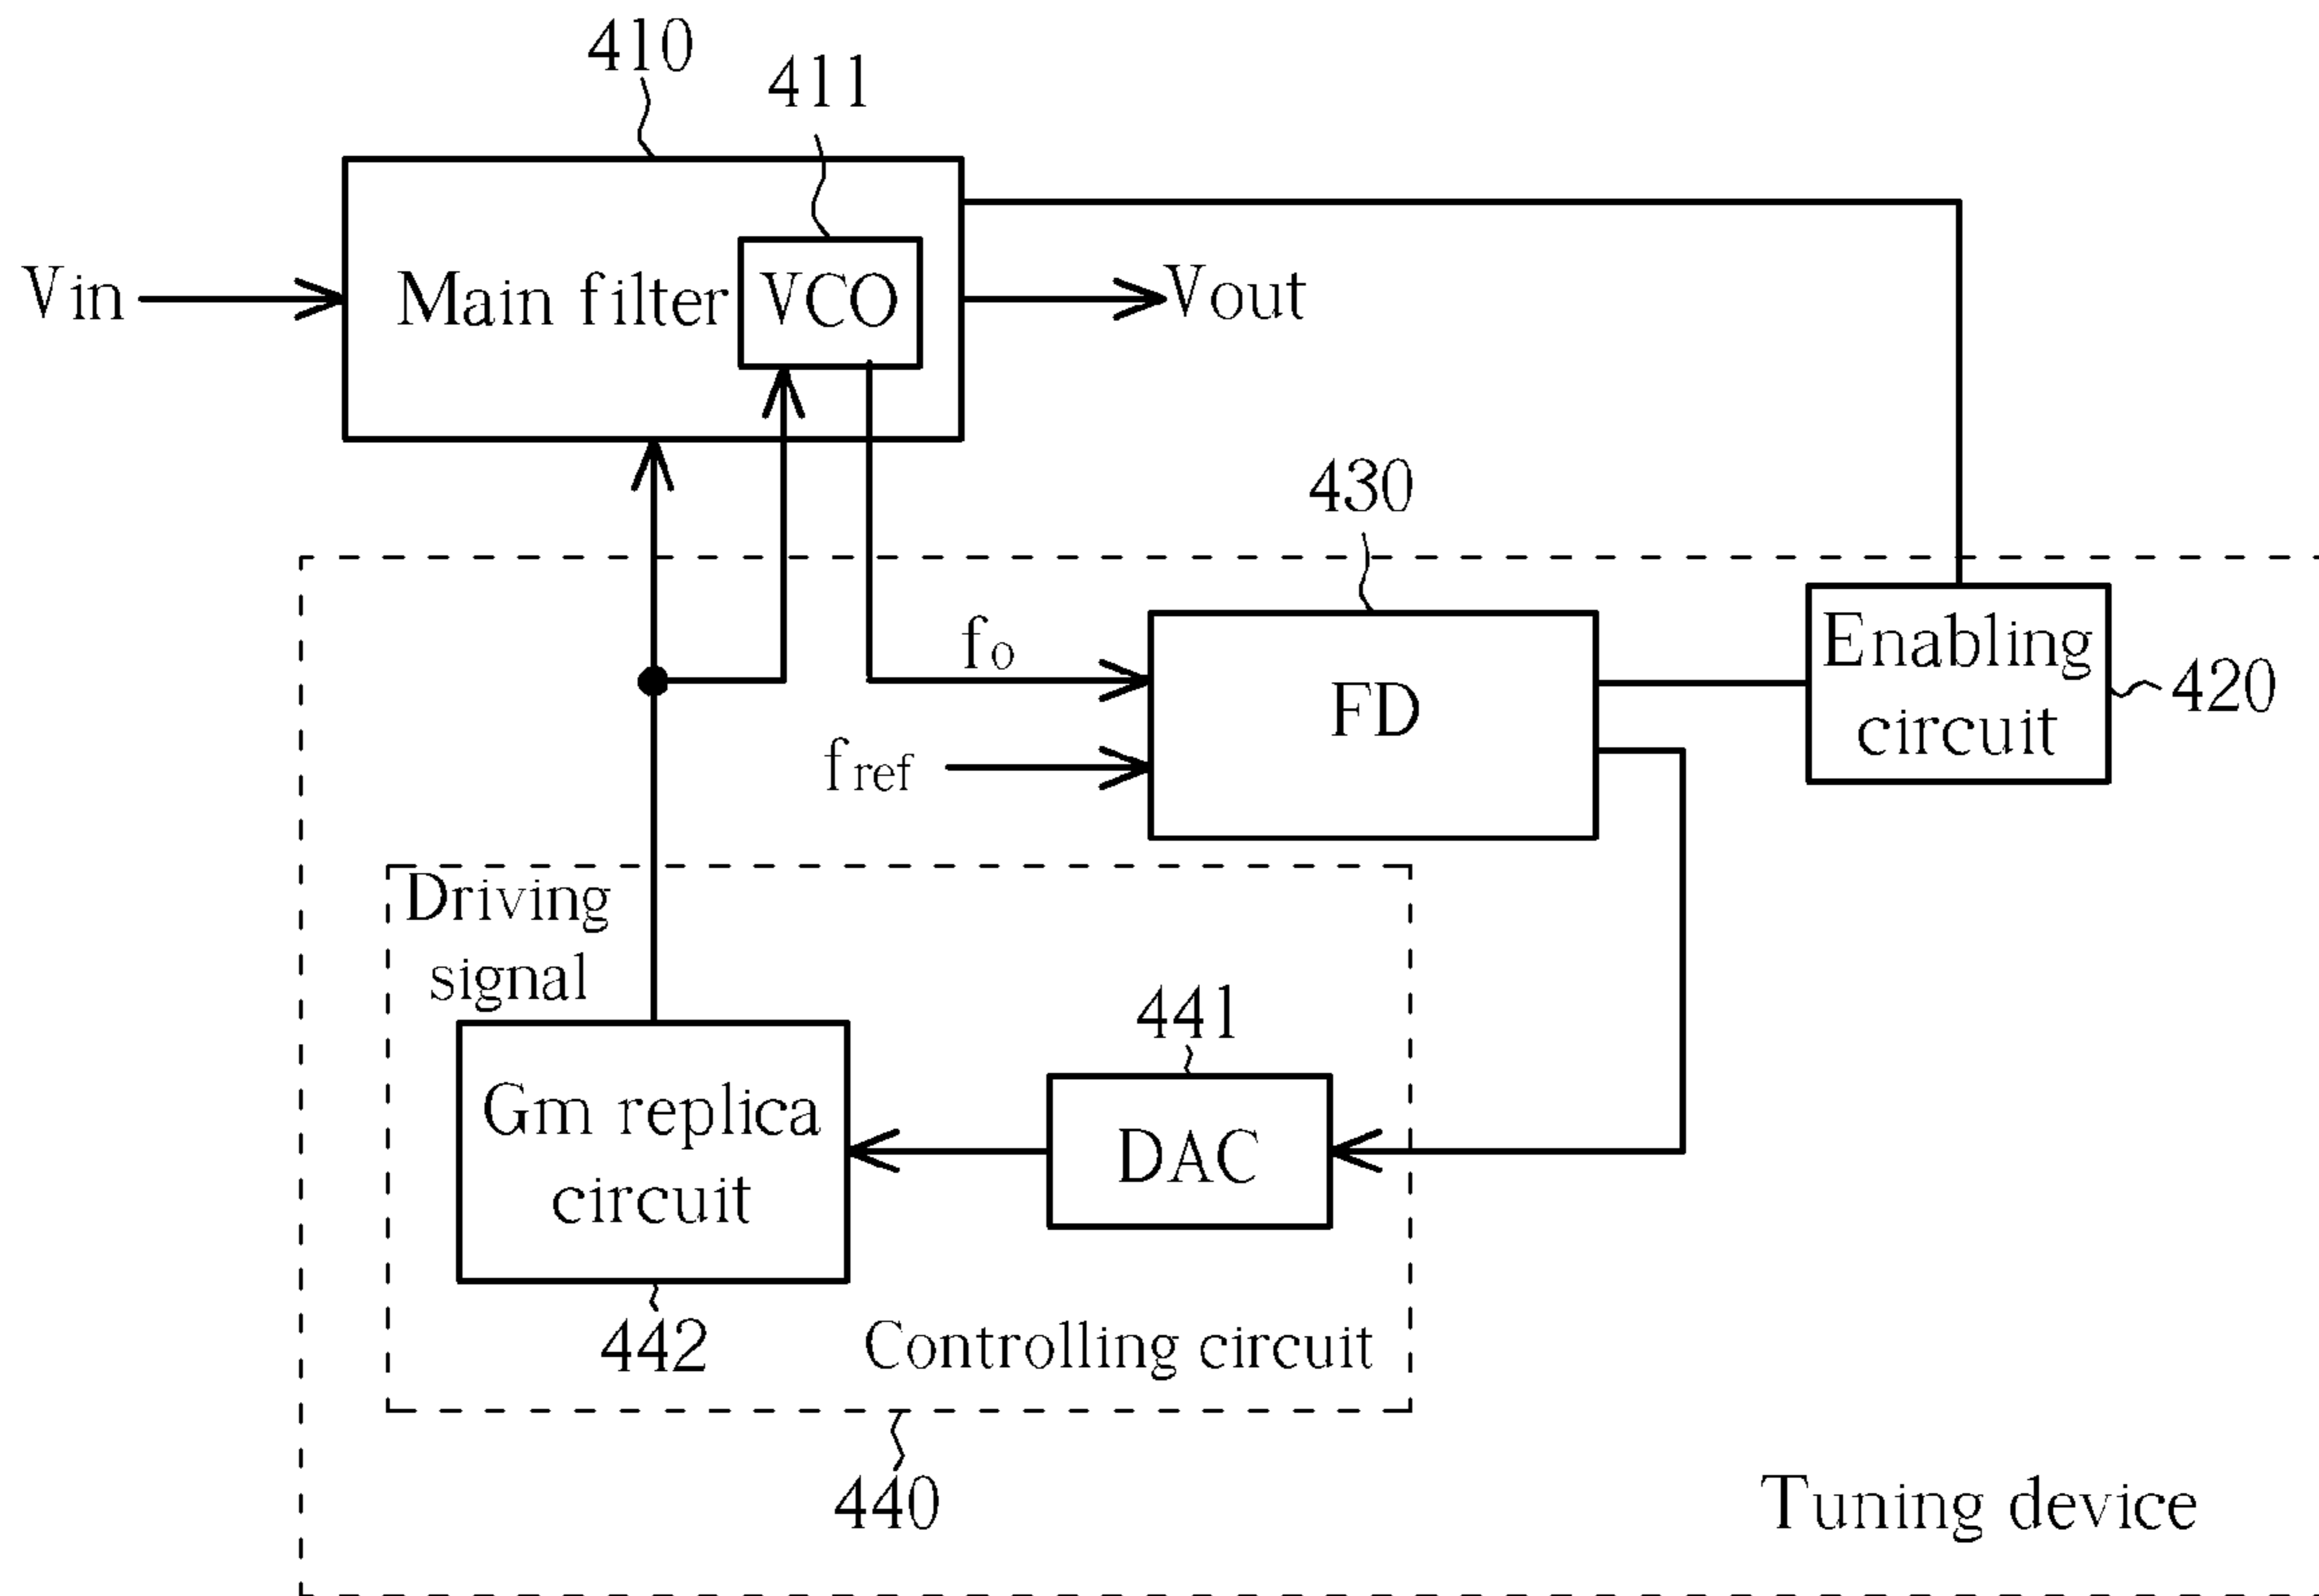 410
411
Vin
Main filter
VCO
Vout
430
fo
FD
fref
Enabling
circuit
420
Driving
signal
441
Gm replica
circuit
DAC
442
Controlling circuit
440
Tuning device